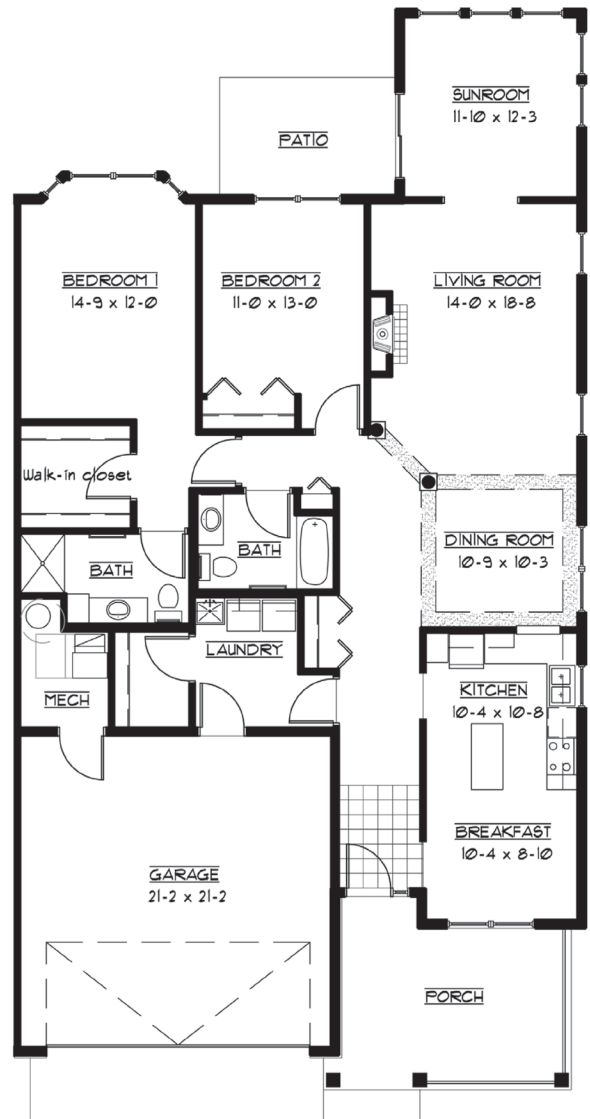 SUNROOM
11-10 x 12-3
PATIO
BEDROOM 1
14-9 x 12-0
BEDROOM 2
11-0 x 13-0
LIVING ROOM
14-0 x 18-8
Walk-in closet
BATH
BATH
DINING ROOM
10-9 x 10-3
LAUNDRY
MECH
KITCHEN
10-4 x 10-8
BREAKFAST
10-4 x 8-10
GARAGE
21-2 x 21-2
PORCH